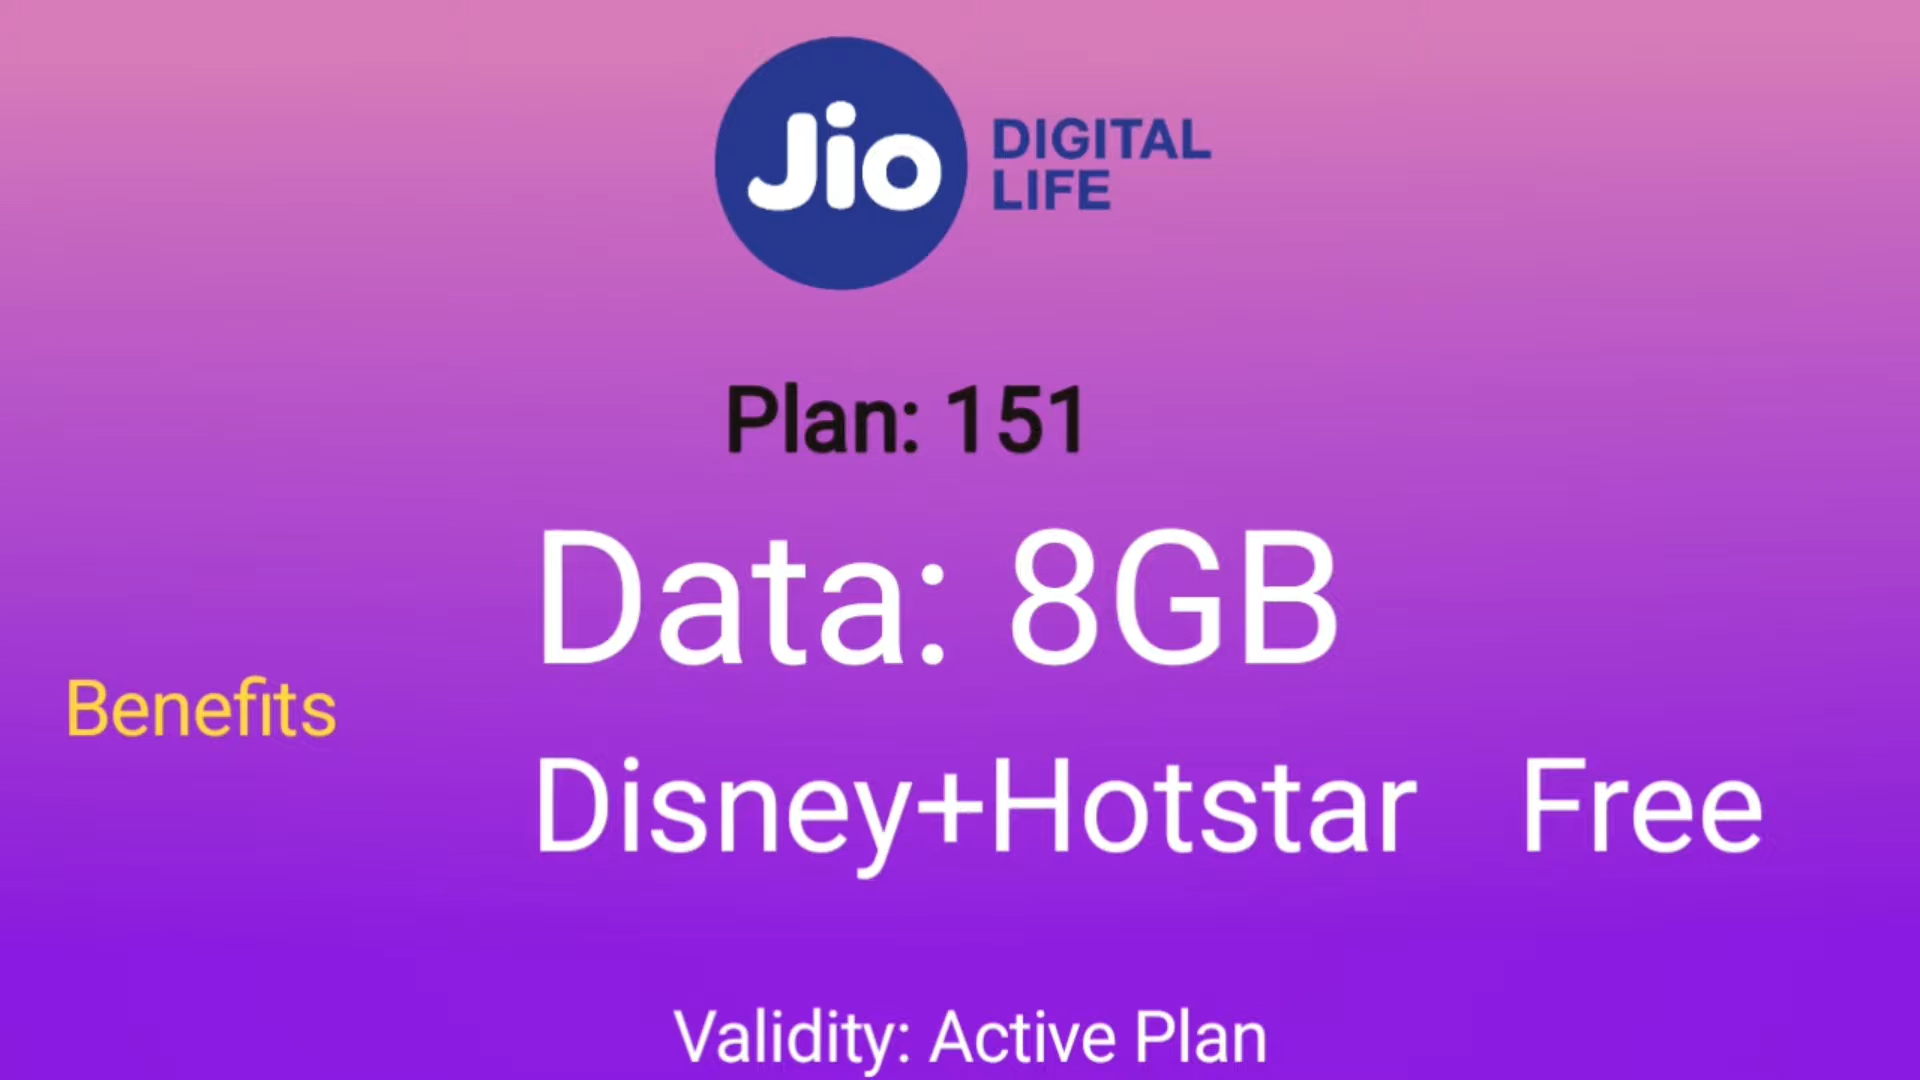 Jio DIGITAL
LIFE
Plan: 151
Data: 8GB
Benefits
Disney+Hotstar Free
Validity: Active Plan